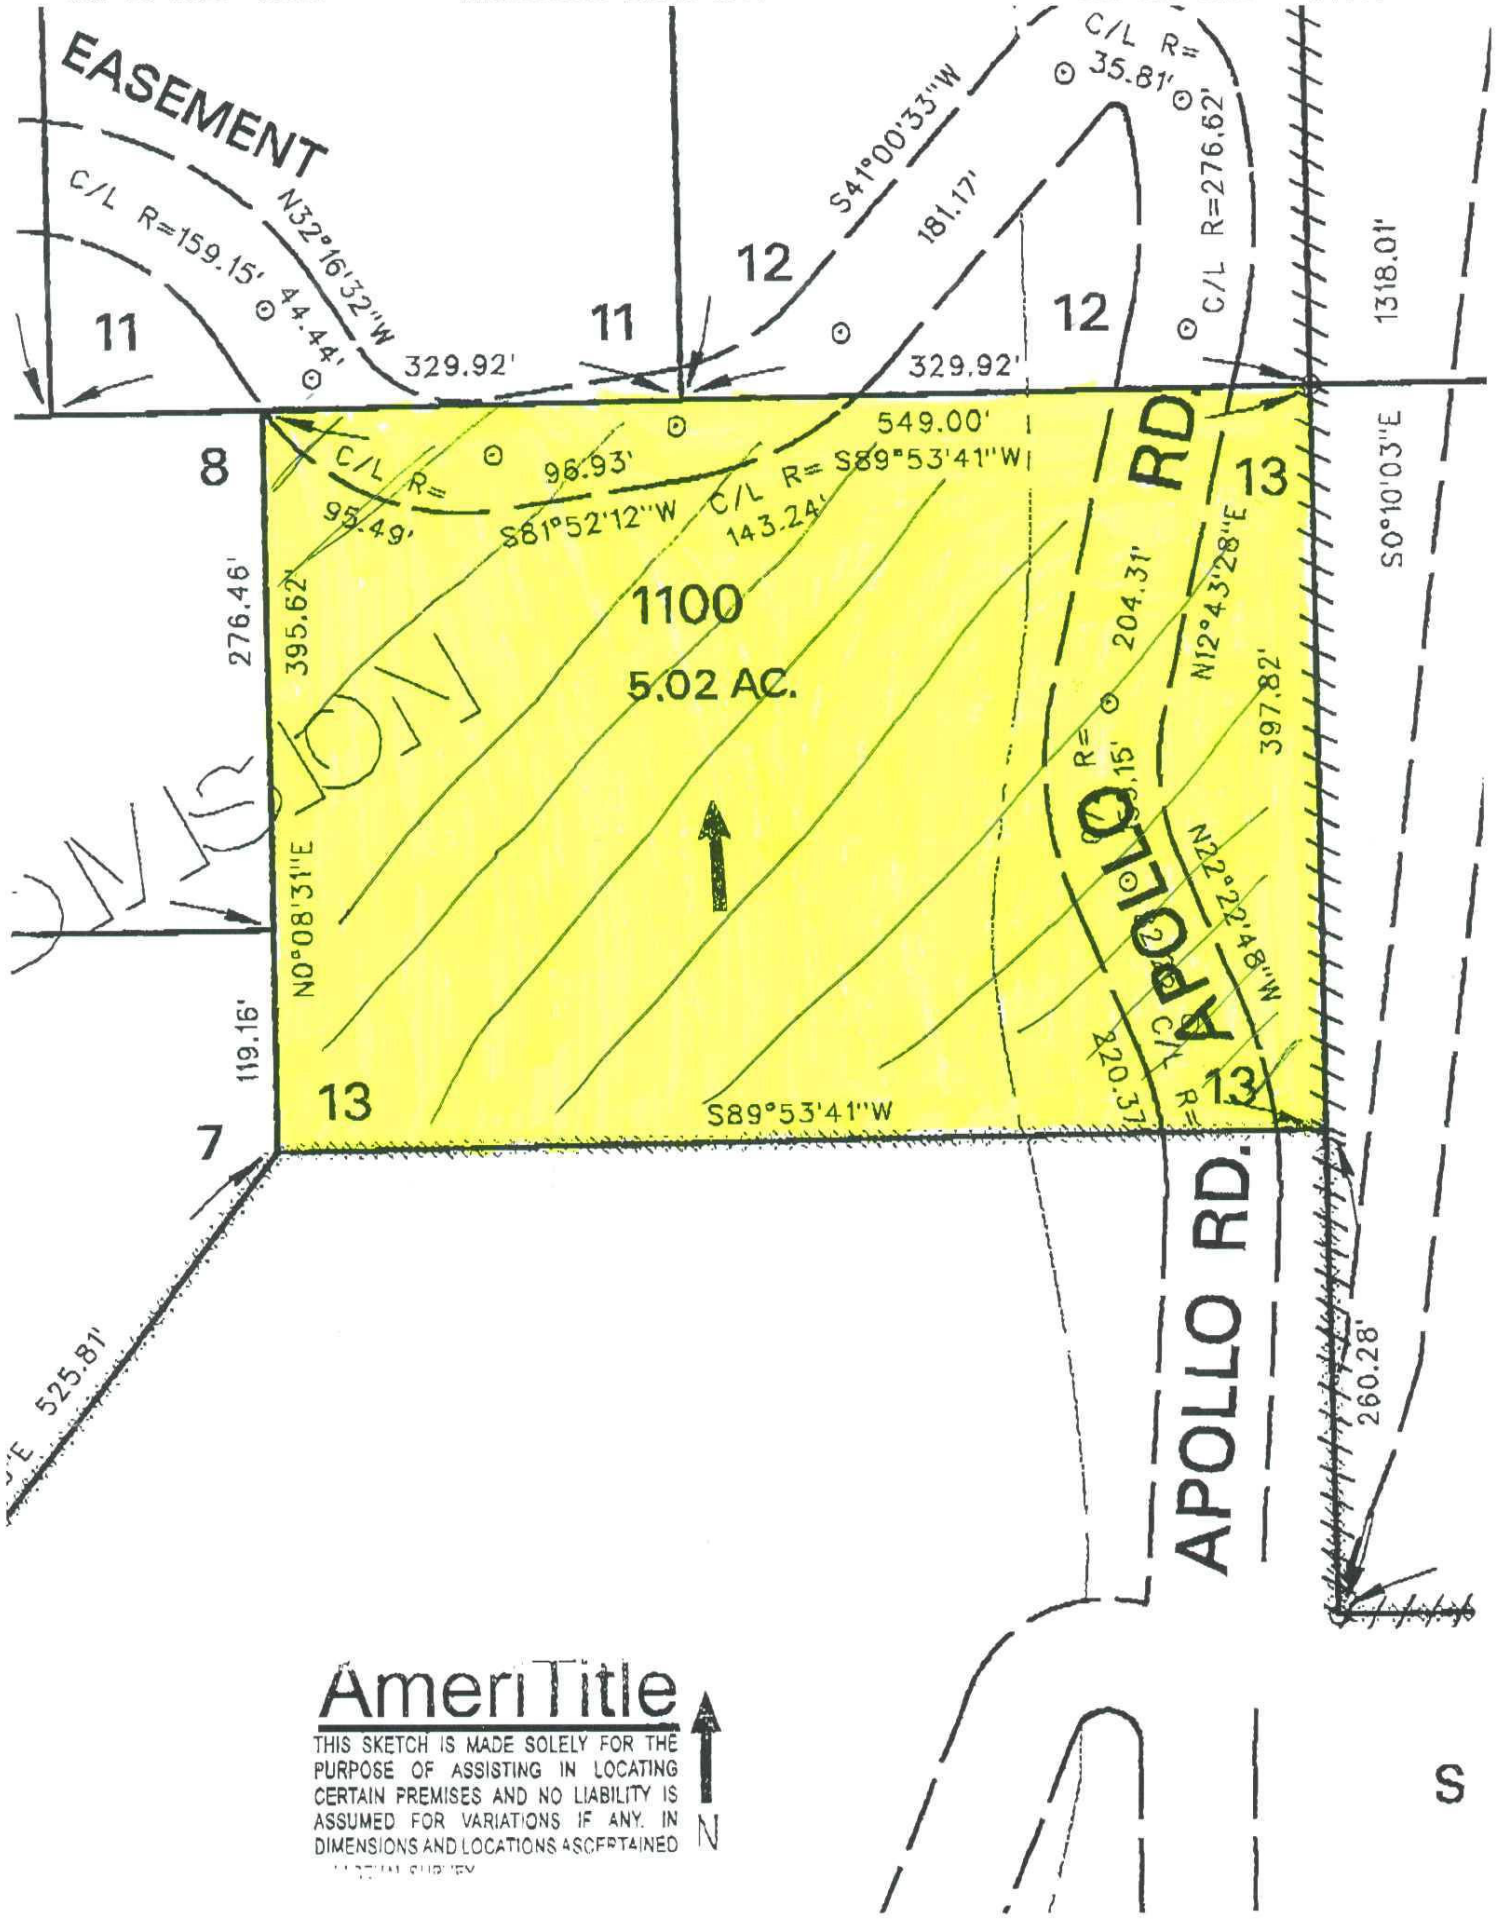 EASEMENT
C/L R=159.15'
N32°16'32"W
44.44'
C/L R=
35.81'
S41°00'33"W
181.17'
C/L R=276.62'
1318.01'
12
12
11
11
329.92'
329.92'
8
C/L R=
95.49'
96.93'
S81°52'12"W
C/L R=
143.24'
549.00'
S89°53'41"W
RD.
13
S0°10'03"E
276.46'
395.62'
1100
5.02 AC.
204.31'
N12°43'28"E
397.82'
R=
APOLLO
N22°22'48"W
N0°08'31"E
119.16'
220.37
C/L R=
13
13
7
S89°53'41"W
APOLLO RD.
525.81'
260.28'
AmeriTitle
THIS SKETCH IS MADE SOLELY FOR THE
PURPOSE OF ASSISTING IN LOCATING
CERTAIN PREMISES AND NO LIABILITY IS
ASSUMED FOR VARIATIONS IF ANY. IN
DIMENSIONS AND LOCATIONS ASCERTAINED
N
S